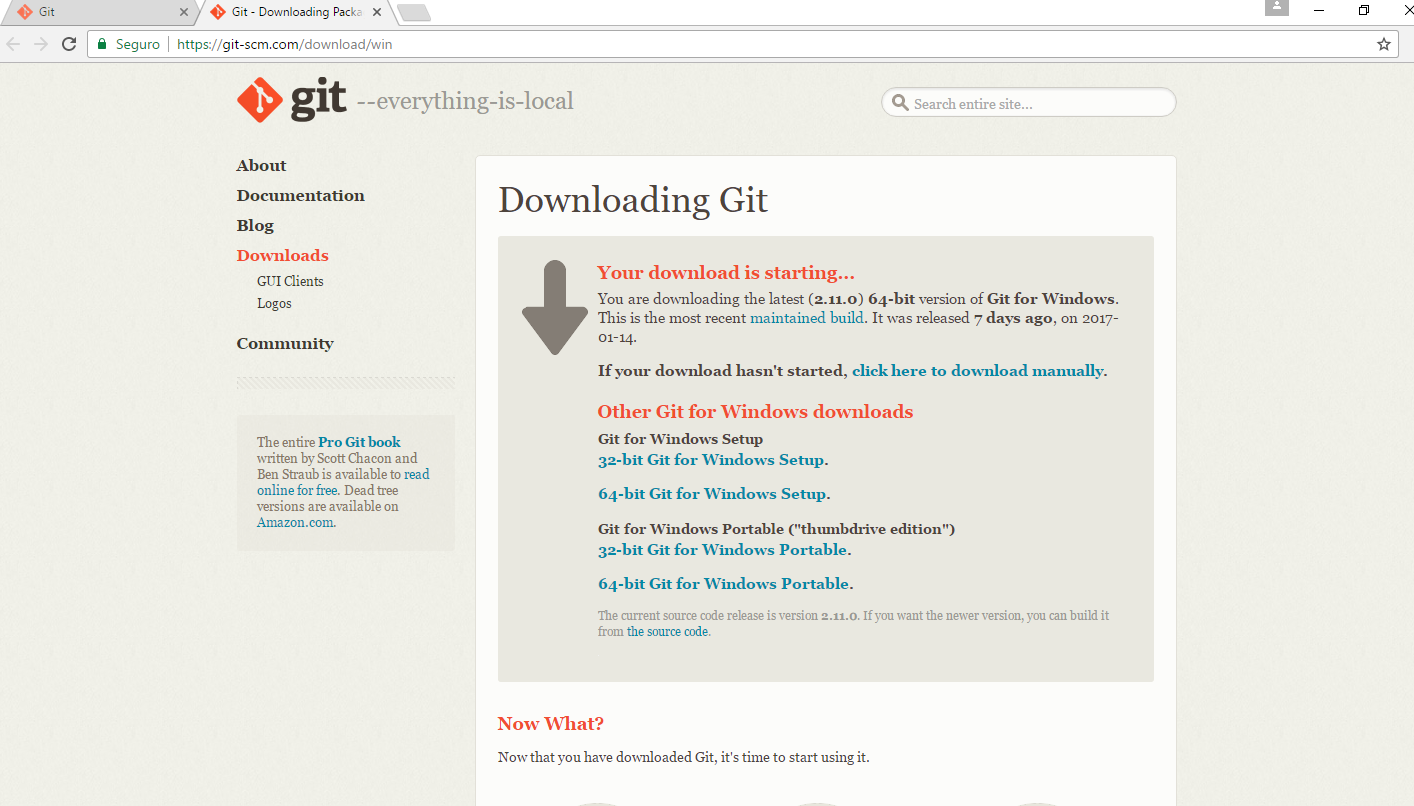 Git
Git - Downloading Packa
Seguro
https://git-scm.com/download/win
git --everything-is-local
Search entire site...
About
Documentation
Blog
Downloads
GUI Clients
Logos
Community
The entire Pro Git book
written by Scott Chacon and
Ben Straub is available to read
online for free. Dead tree
versions are available on
Amazon.com.
Downloading Git
Your download is starting...
You are downloading the latest (2.11.0) 64-bit version of Git for Windows.
This is the most recent maintained build. It was released 7 days ago, on 2017-
01-14.
If your download hasn't started, click here to download manually.
Other Git for Windows downloads
Git for Windows Setup
32-bit Git for Windows Setup.
64-bit Git for Windows Setup.
Git for Windows Portable ("thumbdrive edition")
32-bit Git for Windows Portable.
64-bit Git for Windows Portable.
The current source code release is version 2.11.0. If you want the newer version, you can build it
from the source code.
Now What?
Now that you have downloaded Git, it's time to start using it.